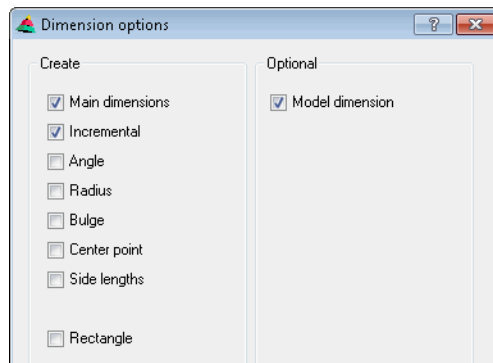 Dimension options
Create
Main dimensions
Incremental
Angle
Radius
Bulge
Center point
Side lengths
Rectangle
Optional
Model dimension